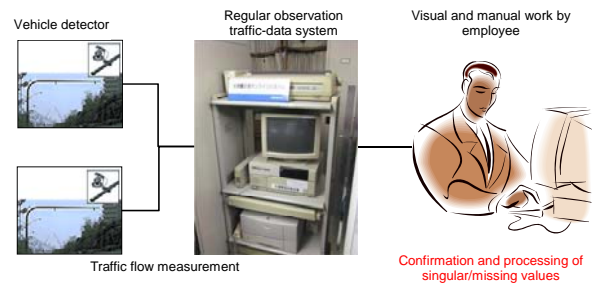 Vehicle detector
Regular observation
traffic-data system
Visual and manual work by
employee
Traffic flow measurement
Confirmation and processing of
singular/missing values